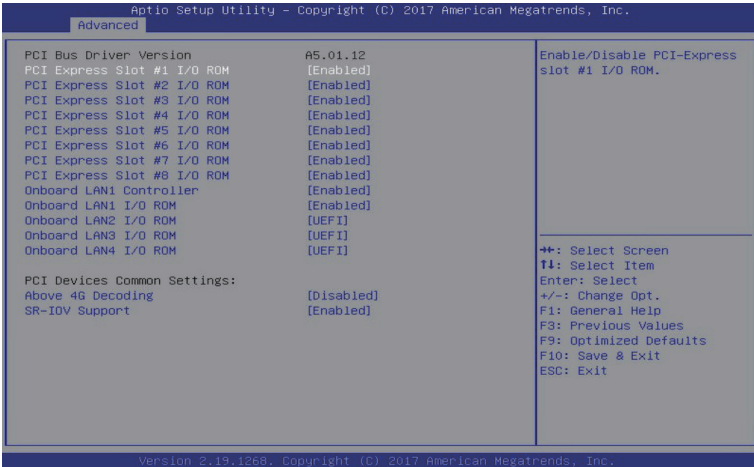 Aptio Setup Utility – Copyright (C) 2017 American Megatrends, Inc.
Advanced
PCI Bus Driver Version A5.01.12
PCI Express Slot #1 I/O ROM [Enabled]
PCI Express Slot #2 I/O ROM [Enabled]
PCI Express Slot #3 I/O ROM [Enabled]
PCI Express Slot #4 I/O ROM [Enabled]
PCI Express Slot #5 I/O ROM [Enabled]
PCI Express Slot #6 I/O ROM [Enabled]
PCI Express Slot #7 I/O ROM [Enabled]
PCI Express Slot #8 I/O ROM [Enabled]
Onboard LAN1 Controller [Enabled]
Onboard LAN1 I/O ROM [Enabled]
Onboard LAN2 I/O ROM [UEFI]
Onboard LAN3 I/O ROM [UEFI]
Onboard LAN4 I/O ROM [UEFI]
PCI Devices Common Settings:
Above 4G Decoding [Disabled]
SR-IOV Support [Enabled]
Enable/Disable PCI-Express
slot #1 I/O ROM.
→←: Select Screen
↑↓: Select Item
Enter: Select
+/-: Change Opt.
F1: General Help
F3: Previous Values
F9: Optimized Defaults
F10: Save & Exit
ESC: Exit
Version 2.19.1268. Copyright (C) 2017 American Megatrends, Inc.